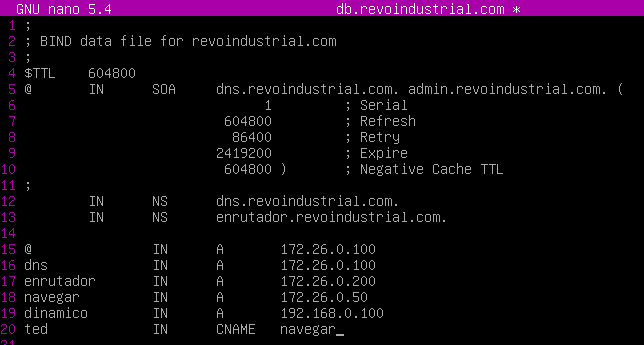 GNU nano 5.4 db.revoindustrial.com *
1 ;
2 ; BIND data file for revoindustrial.com
3 ;
4 $TTL 604800
5 @ IN SOA dns.revoindustrial.com. admin.revoindustrial.com. (
6 1 ; Serial
7 604800 ; Refresh
8 86400 ; Retry
9 2419200 ; Expire
10 604800 ) ; Negative Cache TTL
11 ;
12 IN NS dns.revoindustrial.com.
13 IN NS enrutador.revoindustrial.com.
14
15 @ IN A 172.26.0.100
16 dns IN A 172.26.0.100
17 enrutador IN A 172.26.0.200
18 navegar IN A 172.26.0.50
19 dinamico IN A 192.168.0.100
20 ted IN CNAME navegar_